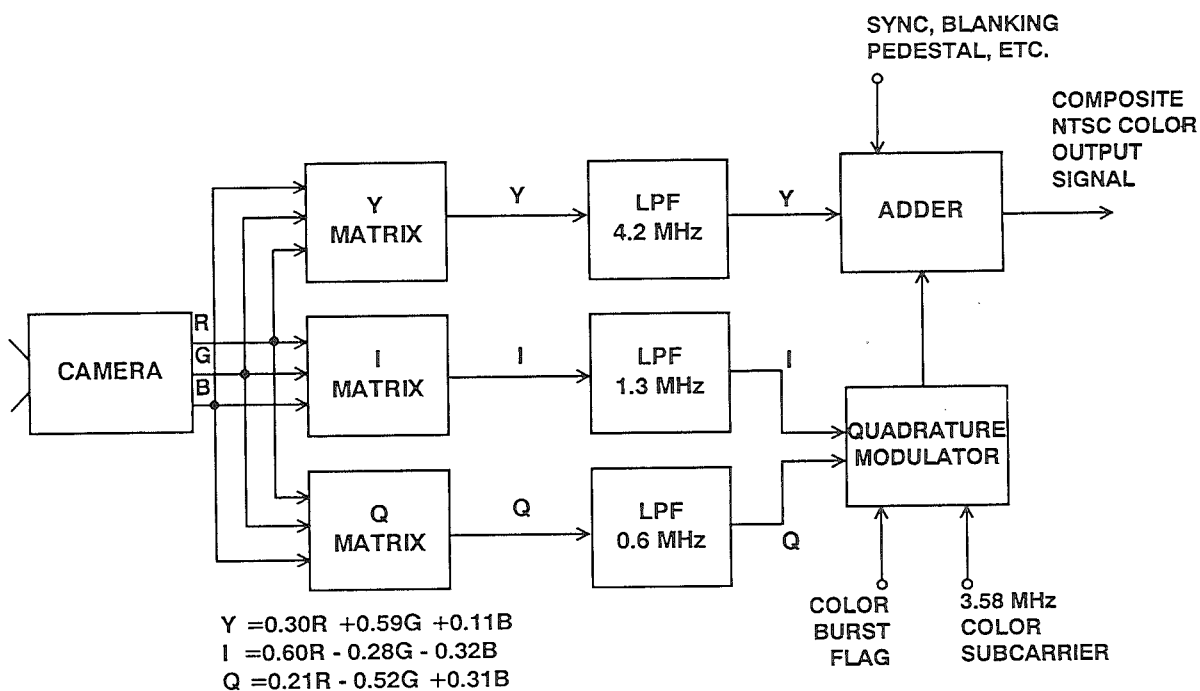 SYNC, BLANKING
PEDESTAL, ETC.
COMPOSITE
NTSC COLOR
OUTPUT
SIGNAL
Y
MATRIX
Y
LPF
4.2 MHz
Y
ADDER
CAMERA
R
G
B
I
MATRIX
I
LPF
1.3 MHz
I
QUADRATURE
MODULATOR
Q
MATRIX
Q
LPF
0.6 MHz
Q
COLOR
BURST
FLAG
3.58 MHz
COLOR
SUBCARRIER
Y =0.30R +0.59G +0.11B
I =0.60R - 0.28G - 0.32B
Q =0.21R - 0.52G +0.31B